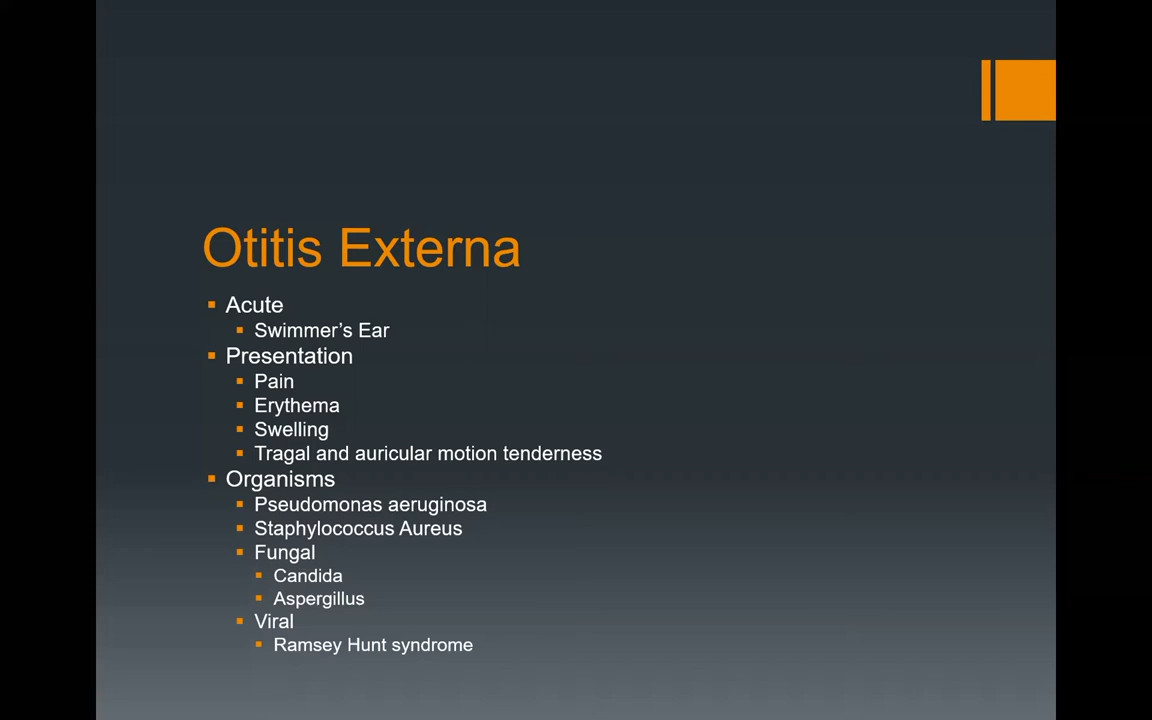 Otitis Externa
Acute
Swimmer’s Ear
Presentation
Pain
Erythema
Swelling
Tragal and auricular motion tenderness
Organisms
Pseudomonas aeruginosa
Staphylococcus Aureus
Fungal
Candida
Aspergillus
Viral
Ramsey Hunt syndrome